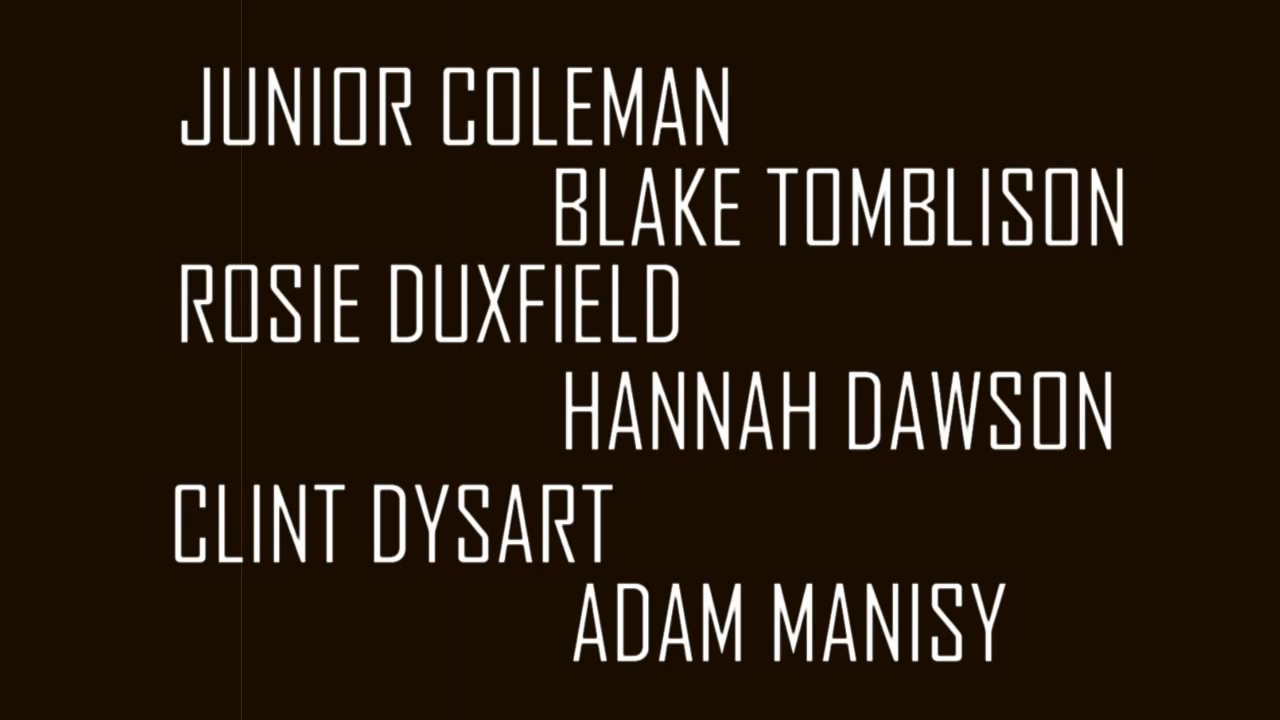 JUNIOR COLEMAN
BLAKE TOMBLISON
ROSIE DUXFIELD
HANNAH DAWSON
CLINT DYSART
ADAM MANISY